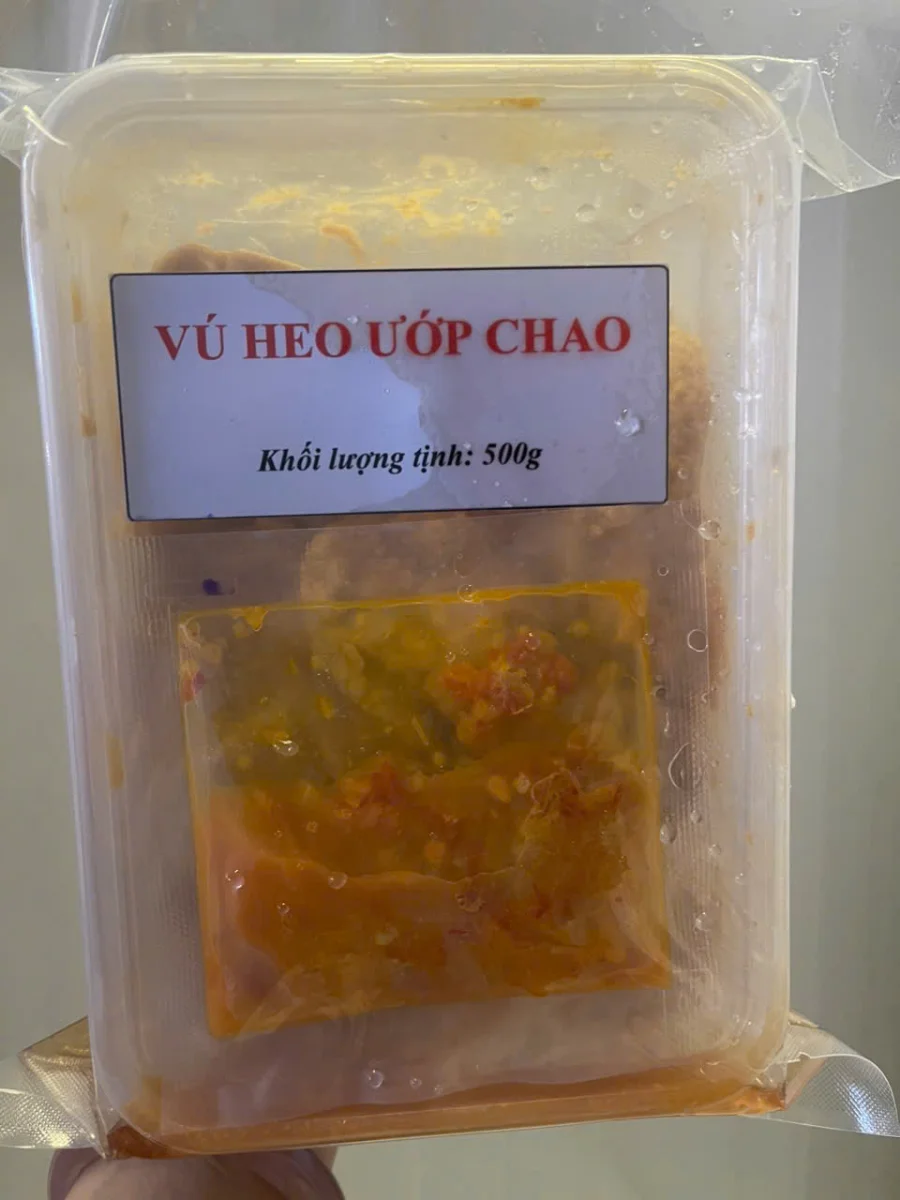 VÚ HEO ƯỚP CHAO
Khối lượng tịnh: 500g